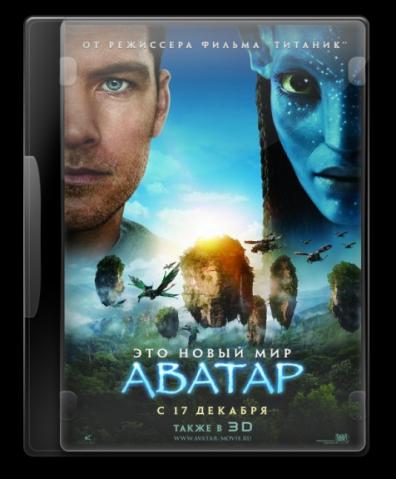 ОТ РЕЖИССЕРА ФИЛЬМА "ТИТАНИК"
ЭТО НОВЫЙ МИР
АВАТАР
С 17 ДЕКАБРЯ
ТАКЖЕ В 3D
WWW.AVATAR-MOVIE.RU